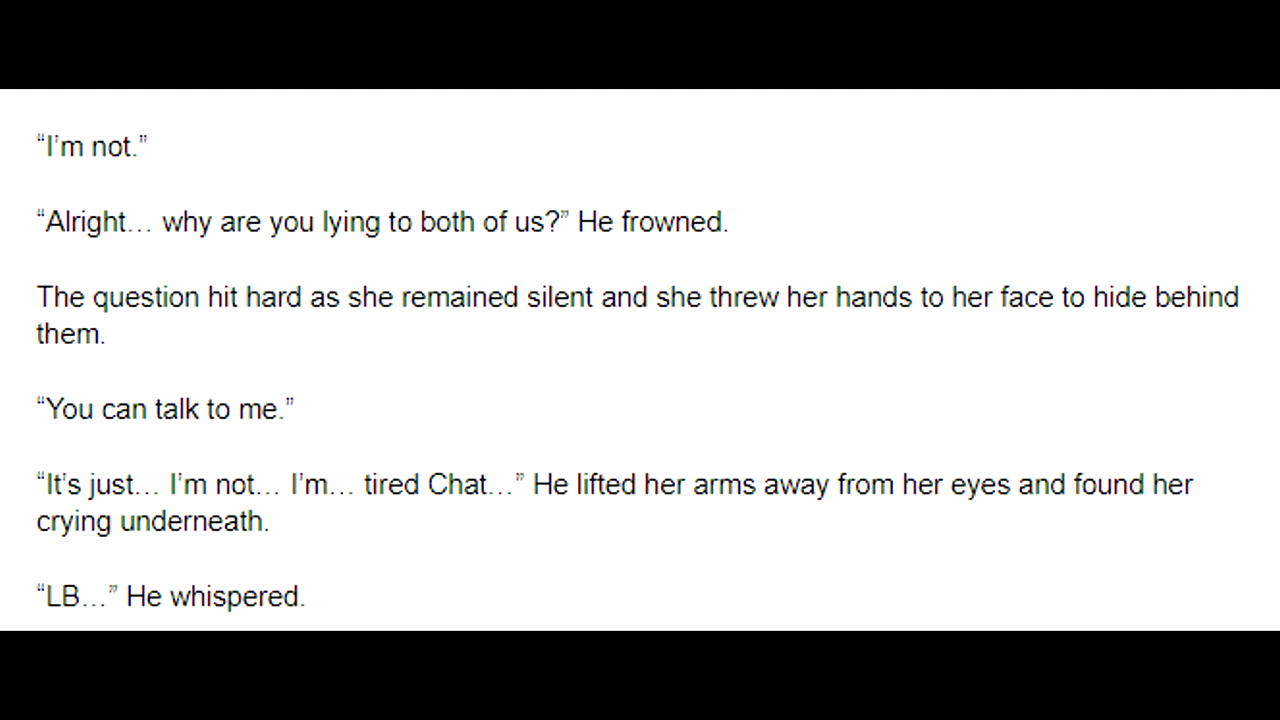 “I’m not.”
“Alright… why are you lying to both of us?” He frowned.
The question hit hard as she remained silent and she threw her hands to her face to hide behind
them.
“You can talk to me.”
“It’s just… I’m not… I’m… tired Chat…” He lifted her arms away from her eyes and found her
crying underneath.
“LB…” He whispered.